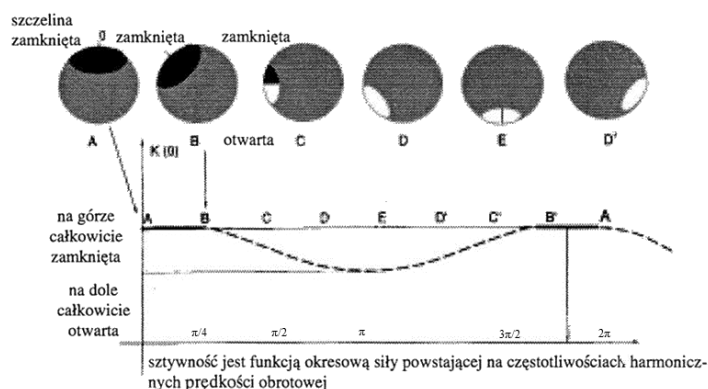 szczelina
zamknięta g zamknięta zamknięta
A B otwarta C D E D'
K (g)
na górze
całkowicie
zamknięta
A B C D E D' C' B' A
na dole
całkowicie
otwarta
π/4 π/2 π 3π/2 2π
sztywność jest funkcją okresową siły powstającej na częstotliwościach harmonicz-
nych prędkości obrotowej